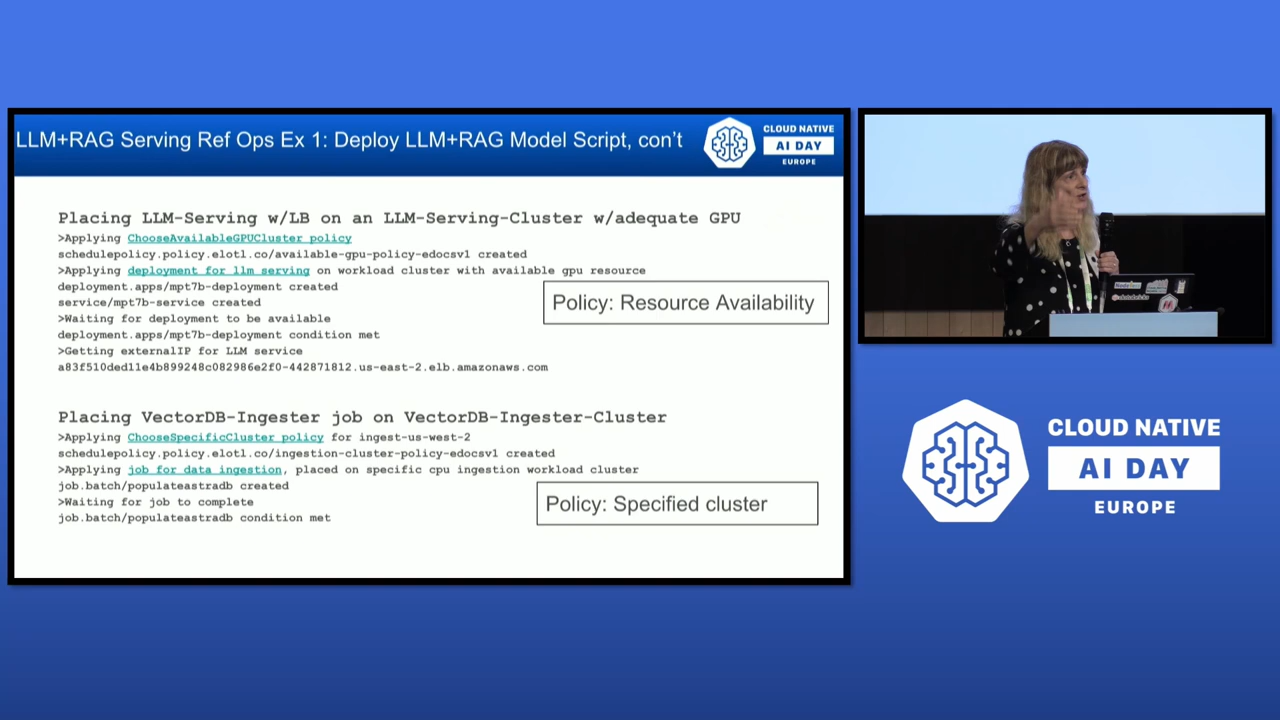 LLM+RAG Serving Ref Ops Ex 1: Deploy LLM+RAG Model Script, con't
CLOUD NATIVE
AI DAY
EUROPE
Placing LLM-Serving w/LB on an LLM-Serving-Cluster w/adequate GPU
>Applying ChooseAvailableGPUCluster policy
schedulepolicy.policy.elotl.co/available-gpu-policy-edocsv1 created
>Applying deployment for llm serving on workload cluster with available gpu resource
deployment.apps/mpt7b-deployment created
service/mpt7b-service created
>Waiting for deployment to be available
deployment.apps/mpt7b-deployment condition met
>Getting externalIP for LLM service
a83f510ded11e4b899248c082986e2f0-442871812.us-east-2.elb.amazonaws.com
Policy: Resource Availability
Placing VectorDB-Ingester job on VectorDB-Ingester-Cluster
>Applying ChooseSpecificCluster policy for ingest-us-west-2
schedulepolicy.policy.elotl.co/ingestion-cluster-policy-edocsv1 created
>Applying job for data ingestion, placed on specific cpu ingestion workload cluster
job.batch/populateastradb created
>Waiting for job to complete
job.batch/populateastradb condition met
Policy: Specified cluster
CLOUD NATIVE
AI DAY
EUROPE